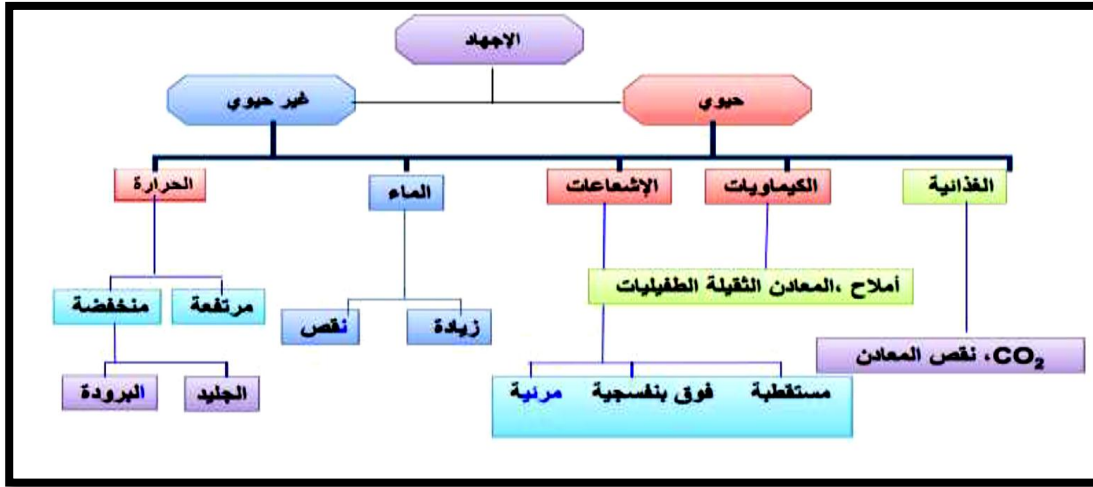 الإجهاد
حيوي
غير حيوي
الغذائية
الكيماويات
الإشعاعات
الماء
الحرارة
أملاح ،المعادن الثقيلة الطفيليات
مرتفعة
منخفضة
زيادة
نقص
CO₂، نقص المعادن
مستقطبة
فوق بنفسجية
مرئية
الجليد
البرودة